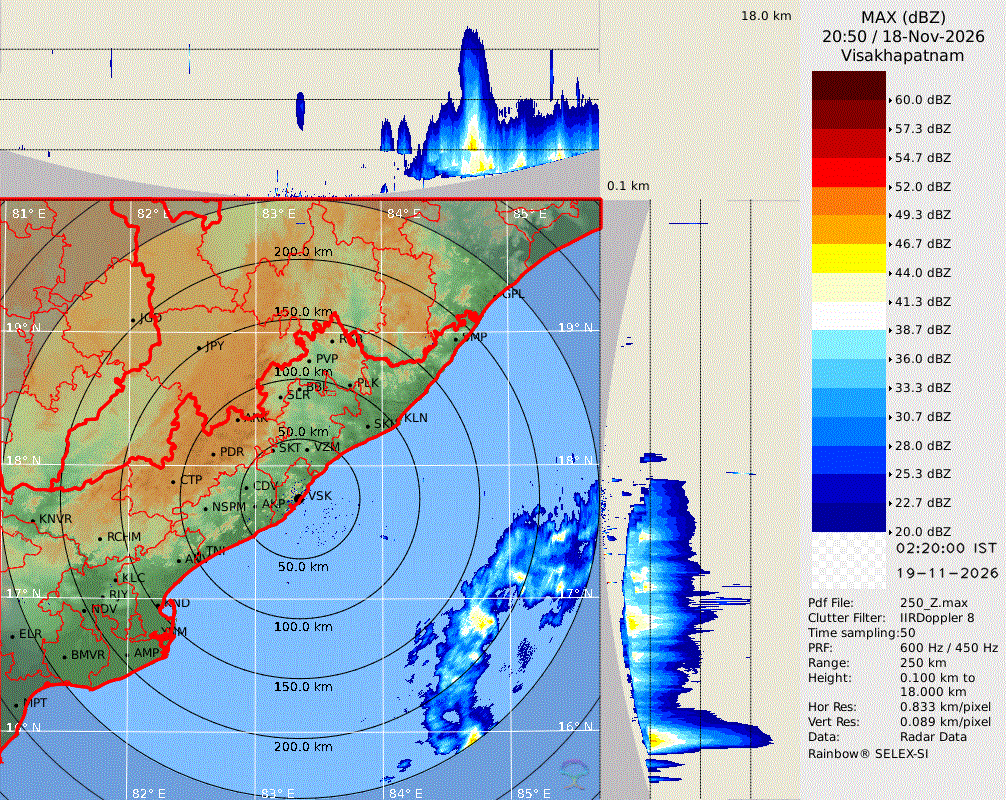 18.0 km
0.1 km
MAX (dBZ)
20:50 / 18-Nov-2026
Visakhapatnam
60.0 dBZ
57.3 dBZ
54.7 dBZ
52.0 dBZ
49.3 dBZ
46.7 dBZ
44.0 dBZ
41.3 dBZ
38.7 dBZ
36.0 dBZ
33.3 dBZ
30.7 dBZ
28.0 dBZ
25.3 dBZ
22.7 dBZ
20.0 dBZ
02:20:00 IST
19-11-2026
Pdf File: 250_Z.max
Clutter Filter: IIRDoppler 8
Time sampling:50
PRF: 600 Hz / 450 Hz
Range: 250 km
Height: 0.100 km to
18.000 km
Hor Res: 0.833 km/pixel
Vert Res: 0.089 km/pixel
Data: Radar Data
Rainbow® SELEX-SI
81° E 82° E 83° E 84° E 85° E
200.0 km
GPL
150.0 km
JGD
19° N 19° N
JPY
PVP
100.0 km
PLK
BBL
SLR
KLN
50.0 km
SKT VZM
PDR
18° N 18° N
CTP
CDV
VSK
NSPM AKP
KNVR
RCHM
TNI
50.0 km
KLC
RJY
17° N 17° N
NDV
100.0 km
ELR
BMVR AMP
150.0 km
16° N 16° N
200.0 km
82° E 83° E 84° E 85° E